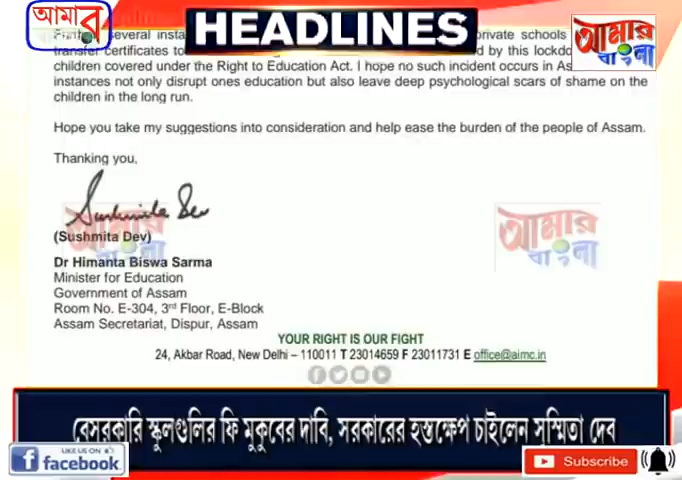 আমার
HEADLINES
আমার
বাংলা
Further, several insta private schools
transfer certificates to d by this lockdo
children covered under the Right to Education Act. I hope no such incident occurs in As
instances not only disrupt ones education but also leave deep psychological scars of shame on the
children in the long run.
Hope you take my suggestions into consideration and help ease the burden of the people of Assam.
Thanking you,
Sushmita Dev
(Sushmita Dev)
আমার
বাংলা
আমার
বাংলা
Dr Himanta Biswa Sarma
Minister for Education
Government of Assam
Room No. E-304, 3rd Floor, E-Block
Assam Secretariat, Dispur, Assam
YOUR RIGHT IS OUR FIGHT
24, Akbar Road, New Delhi – 110011 T 23014659 F 23011731 E office@aimc.in
বেসরকারি স্কুলগুলির ফি মুকুবের দাবি, সরকারের হস্তক্ষেপ চাইলেন সুস্মিতা দেব
LIKE US ON
facebook
Subscribe